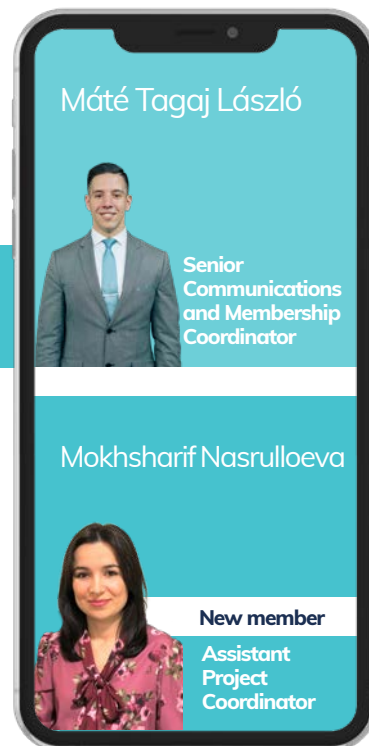 Máté Tagaj László
Senior
Communications
and Membership
Coordinator
Mokhsharif Nasrulloeva
New member
Assistant
Project
Coordinator